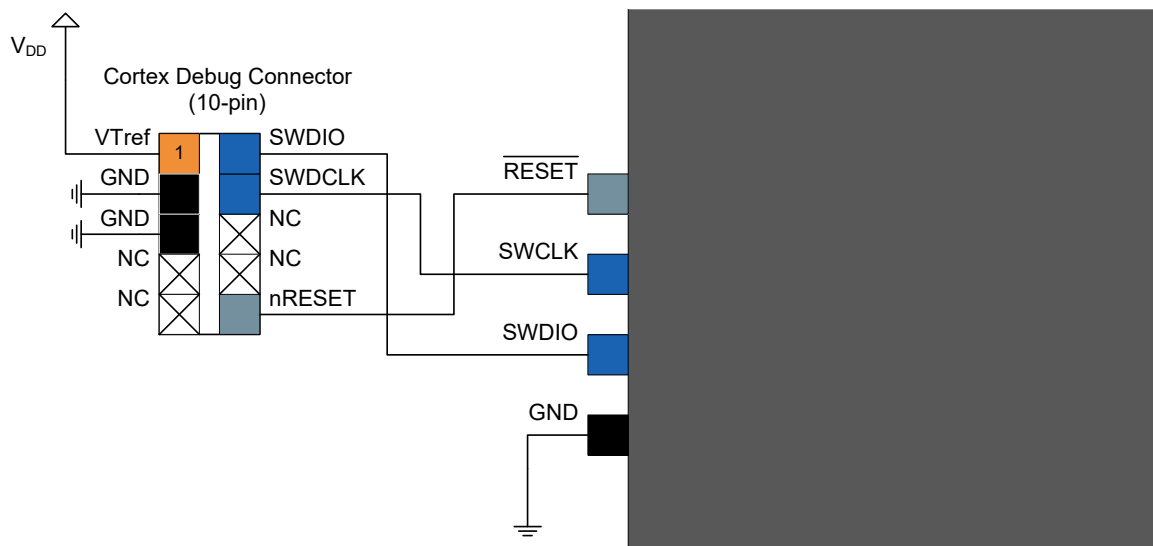 V_DD
Cortex Debug Connector
(10-pin)
VTref
1
SWDIO
GND
SWDCLK
GND
NC
NC
NC
NC
nRESET
RESET
SWCLK
SWDIO
GND